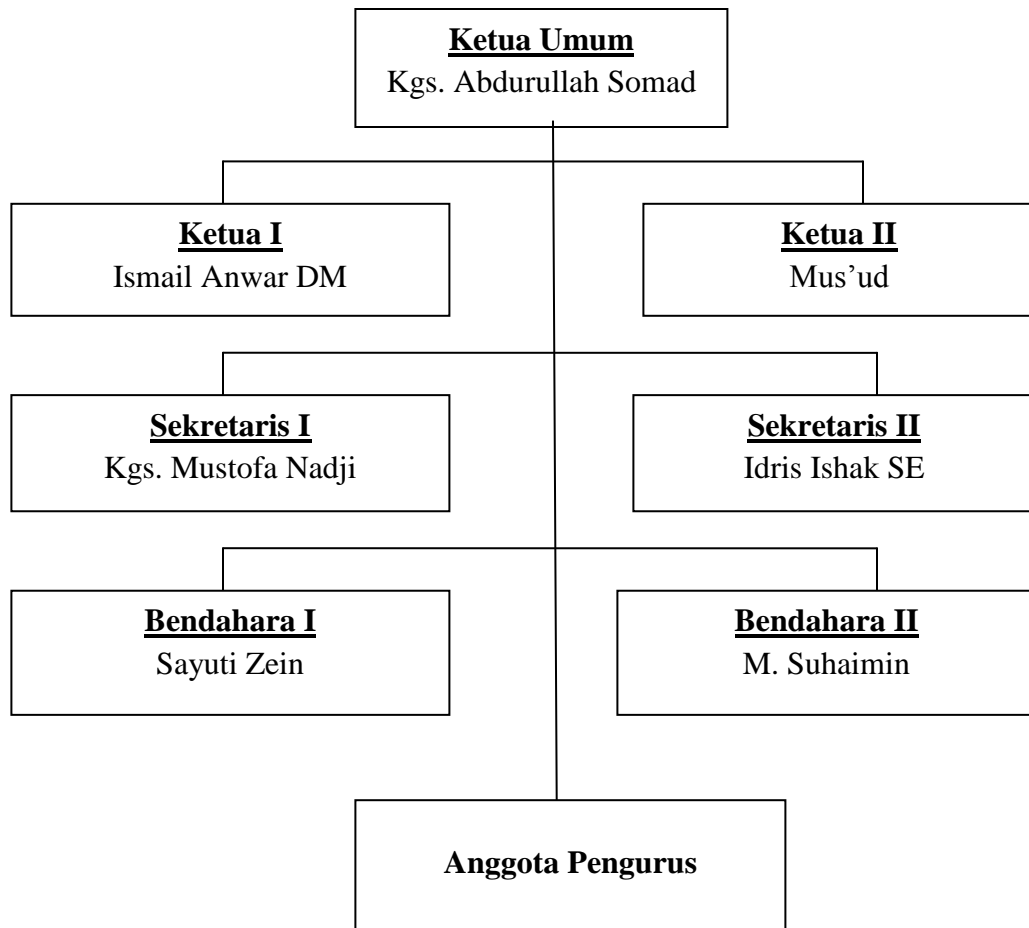 Ketua Umum
Kgs. Abdurullah Somad
Ketua I
Ismail Anwar DM
Ketua II
Mus’ud
Sekretaris I
Kgs. Mustofa Nadji
Sekretaris II
Idris Ishak SE
Bendahara I
Sayuti Zein
Bendahara II
M. Suhaimin
Anggota Pengurus